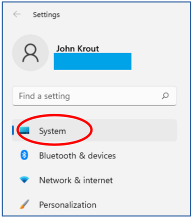 Settings
John Krout
Find a setting
System
Bluetooth & devices
Network & internet
Personalization